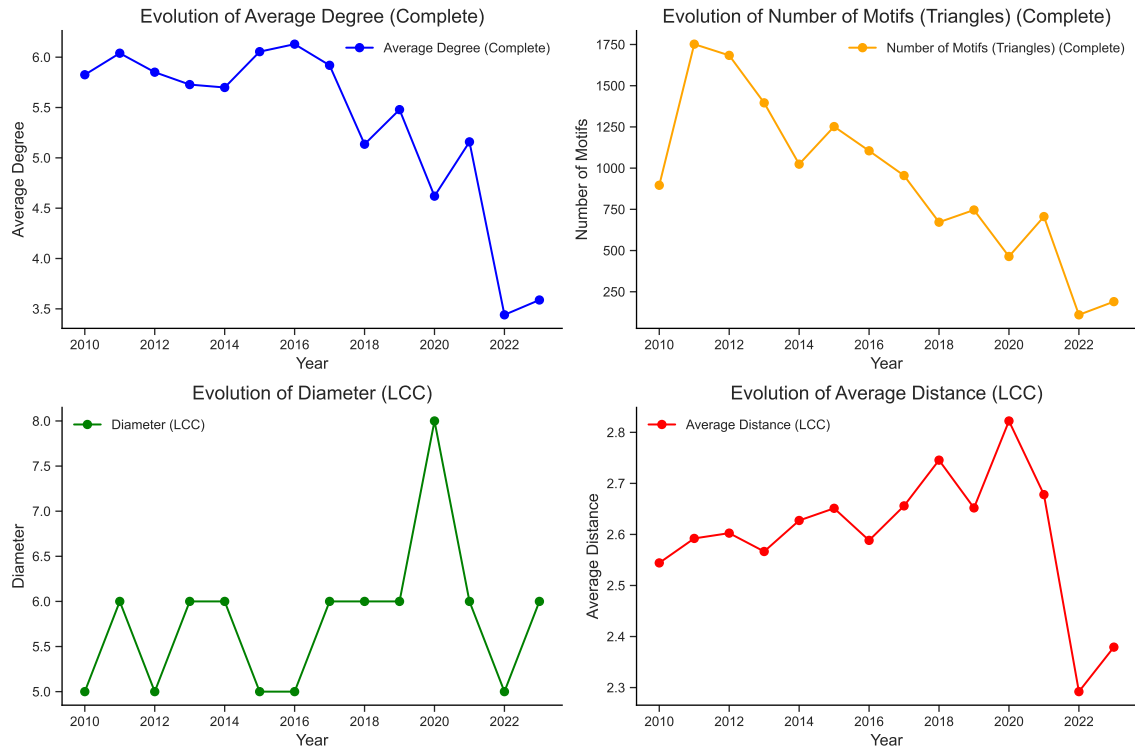 Evolution of Average Degree (Complete)
Average Degree (Complete)
6.0
5.5
5.0
4.5
4.0
3.5
Average Degree
2010 2012 2014 2016 2018 2020 2022
Year
Evolution of Number of Motifs (Triangles) (Complete)
Number of Motifs (Triangles) (Complete)
1750
1500
1250
1000
750
500
250
Number of Motifs
2010 2012 2014 2016 2018 2020 2022
Year
Evolution of Diameter (LCC)
Diameter (LCC)
8.0
7.5
7.0
6.5
6.0
5.5
5.0
Diameter
2010 2012 2014 2016 2018 2020 2022
Year
Evolution of Average Distance (LCC)
Average Distance (LCC)
2.8
2.7
2.6
2.5
2.4
2.3
Average Distance
2010 2012 2014 2016 2018 2020 2022
Year